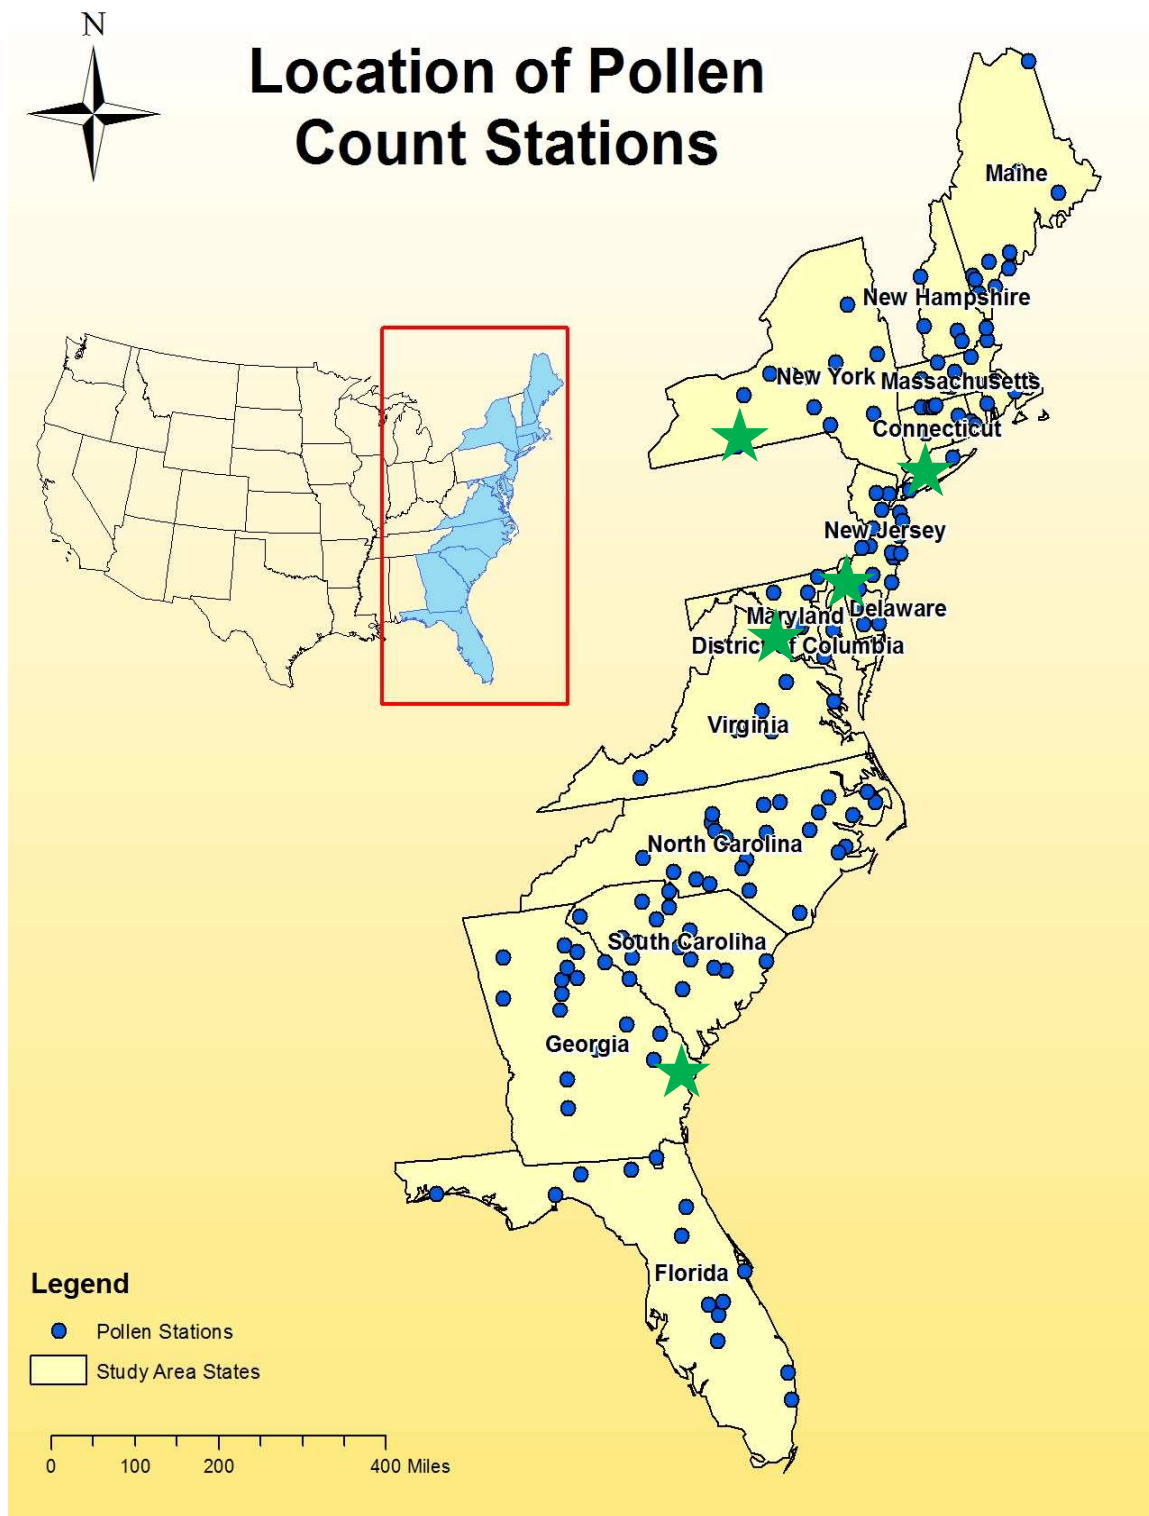 N
Location of Pollen
Count Stations
Maine
New Hampshire
New York
Massachusetts
Connecticut
New Jersey
Maryland
Delaware
District of Columbia
Virginia
North Carolina
South Carolina
Georgia
Florida
Legend
Pollen Stations
Study Area States
0 100 200 400 Miles